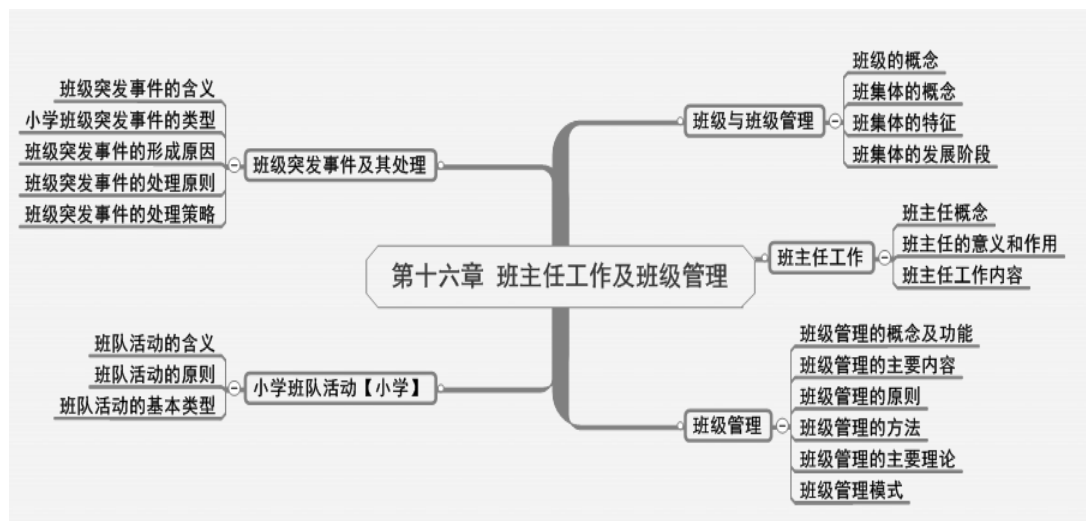 第十六章 班主任工作及班级管理
班级与班级管理
班级的概念
班集体的概念
班集体的特征
班集体的发展阶段
班主任工作
班主任概念
班主任的意义和作用
班主任工作内容
班级管理
班级管理的概念及功能
班级管理的主要内容
班级管理的原则
班级管理的方法
班级管理的主要理论
班级管理模式
班级突发事件及其处理
班级突发事件的含义
小学班级突发事件的类型
班级突发事件的形成原因
班级突发事件的处理原则
班级突发事件的处理策略
小学班队活动【小学】
班队活动的含义
班队活动的原则
班队活动的基本类型